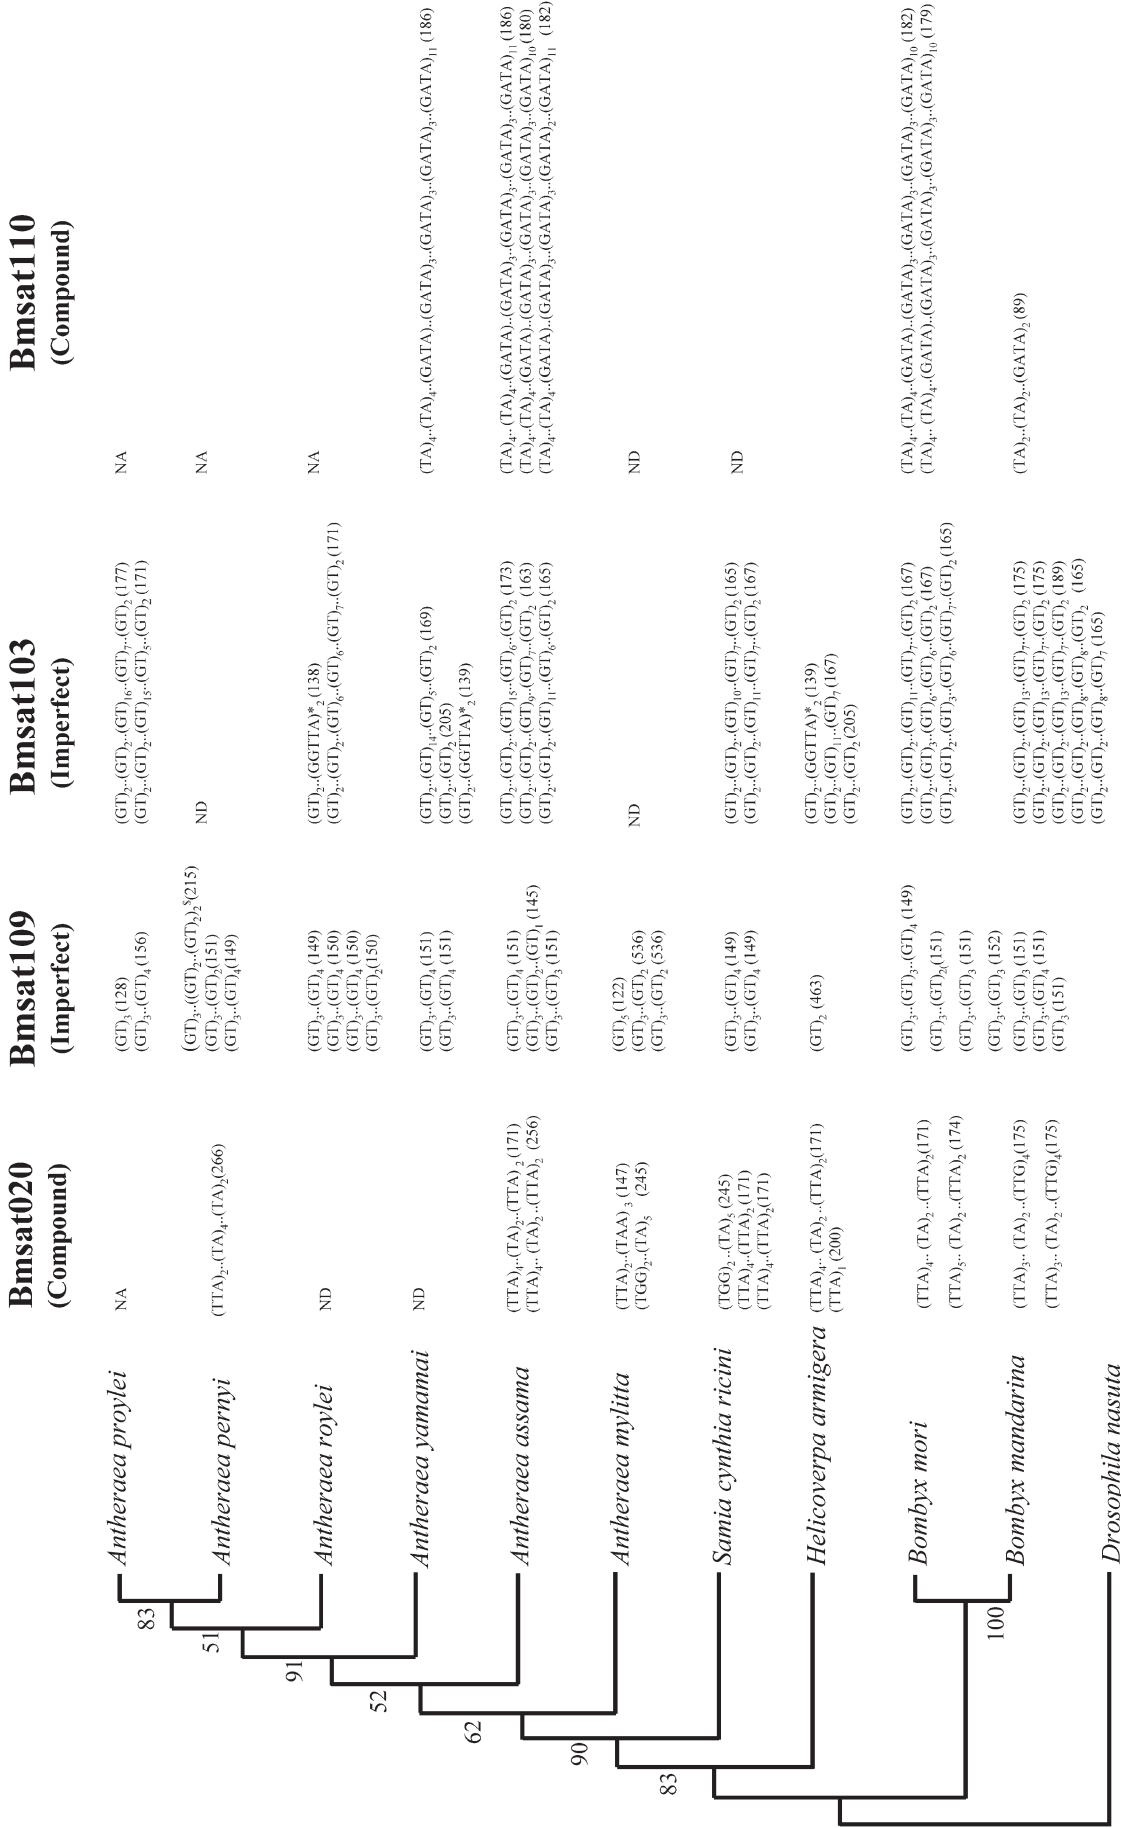 Bmsat020 Bmsat109 Bmsat103 Bmsat110
(Compound) (Imperfect) (Imperfect) (Compound)
Antheraea proylei
NA
(GT)3 (128)
(GT)3..(GT)4 (156)
(GT)2..(GT)2..(GT)16..(GT)7..(GT)2 (177)
(GT)2..(GT)2..(GT)15..(GT)5..(GT)2 (171)
NA
83
Antheraea pernyi
(TTA)2..(TA)4..(TA)2(266)
(GT)3..((GT)2..(GT)2)2$(215)
(GT)3..(GT)2(151)
(GT)3..(GT)4(149)
ND
NA
51
Antheraea roylei
ND
(GT)3..(GT)4 (149)
(GT)3..(GT)4 (150)
(GT)3..(GT)4 (150)
(GT)3..(GT)2(150)
(GT)2..(GGTTA)*2 (138)
(GT)2..(GT)2..(GT)6..(GT)6..(GT)7..(GT)2 (171)
NA
91
Antheraea yamamai
ND
(GT)3..(GT)4 (151)
(GT)3..(GT)4 (151)
(GT)2..(GT)14..(GT)5..(GT)2 (169)
(GT)2..(GT)2 (205)
(GT)2..(GGTTA)*2 (139)
(TA)4..(TA)4..(GATA)..(GATA)3..(GATA)3..(GATA)3..(GATA)11 (186)
52
Antheraea assama
(TTA)4..(TA)2..(TTA)2 (171)
(TTA)4.. (TA)2 ..(TTA)2 (256)
(GT)3..(GT)4 (151)
(GT)3..(GT)2..(GT)1 (145)
(GT)3..(GT)3 (151)
(GT)2..(GT)2..(GT)15..(GT)6..(GT)2 (173)
(GT)2..(GT)2..(GT)9..(GT)7..(GT)2 (163)
(GT)2..(GT)2..(GT)11..(GT)6..(GT)2 (165)
(TA)4.. (TA)4..(GATA)..(GATA)3..(GATA)3..(GATA)3..(GATA)11 (186)
(TA)4..(TA)4..(GATA)..(GATA)3..(GATA)3..(GATA)3..(GATA)10 (180)
(TA)4..(TA)4..(GATA)..(GATA)3..(GATA)3..(GATA)2..(GATA)11 (182)
62
Antheraea mylitta
(TTA)2..(TAA)3 (147)
(TGG)2..(TA)5 (245)
(GT)5 (122)
(GT)3..(GT)2 (536)
(GT)3..(GT)2 (536)
ND
ND
90
Samia cynthia ricini
(TGG)2 ..(TA)5 (245)
(TTA)4..(TTA)2 (171)
(TTA)4..(TTA)2(171)
(GT)3..(GT)4 (149)
(GT)3..(GT)4 (149)
(GT)2..(GT)2..(GT)10..(GT)7..(GT)2 (165)
(GT)2..(GT)2..(GT)11..(GT)7..(GT)2 (167)
ND
83
Helicoverpa armigera
(TTA)4.. (TA)2 ..(TTA)2(171)
(TTA)1 (200)
(GT)2 (463)
(GT)2..(GGTTA)*2 (139)
(GT)2..(GT)11..(GT)7 (167)
(GT)2..(GT)2 (205)
Bombyx mori
(TTA)4.. (TA)2 ..(TTA)2(171)
(TTA)5.. (TA)2 ..(TTA)2 (174)
(GT)3..(GT)3..(GT)4 (149)
(GT)3..(GT)2(151)
(GT)3..(GT)3 (151)
(GT)3..(GT)3 (152)
(GT)2..(GT)2..(GT)11..(GT)7..(GT)2 (167)
(GT)2..(GT)3..(GT)6..(GT)6..(GT)2 (167)
(GT)2..(GT)2..(GT)3..(GT)6..(GT)7..(GT)2 (165)
(TA)4..(TA)4..(GATA)..(GATA)3..(GATA)3..(GATA)3..(GATA)10 (182)
(TA)4.. (TA)4..(GATA)..(GATA)3..(GATA)3..(GATA)3..(GATA)10 (179)
100
Bombyx mandarina
(TTA)3.. (TA)2 ..(TTG)4(175)
(TTA)3.. (TA)2 ..(TTG)4(175)
(GT)3..(GT)3 (151)
(GT)3..(GT)4 (151)
(GT)3 (151)
(GT)2..(GT)2..(GT)13..(GT)7..(GT)2 (175)
(GT)2..(GT)2..(GT)13..(GT)7..(GT)2 (175)
(GT)2..(GT)2..(GT)13..(GT)7..(GT)2 (189)
(GT)2..(GT)2..(GT)8..(GT)8..(GT)2 (165)
(GT)2..(GT)2..(GT)8..(GT)7 (165)
(TA)2..(TA)2..(GATA)2 (89)
Drosophila nasuta